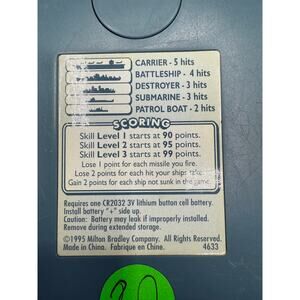 CARRIER - 5 hits
BATTLESHIP - 4 hits
DESTROYER - 3 hits
SUBMARINE - 3 hits
PATROL BOAT - 2 hits
SCORING
Skill Level 1 starts at 90 points.
Skill Level 2 starts at 95 points.
Skill Level 3 starts at 99 points.
Lose 1 point for each missile you fire.
Lose 2 points for each hit your ships take.
Gain 2 points for each ship not sunk in the game.
Requires one CR2032 3V lithium button cell battery.
Install battery "+" side up.
Caution: Battery may leak if improperly installed.
Remove during extended storage.
©1995 Milton Bradley Company. All Rights Reserved.
Made in China. Fabrique en Chine. 4633